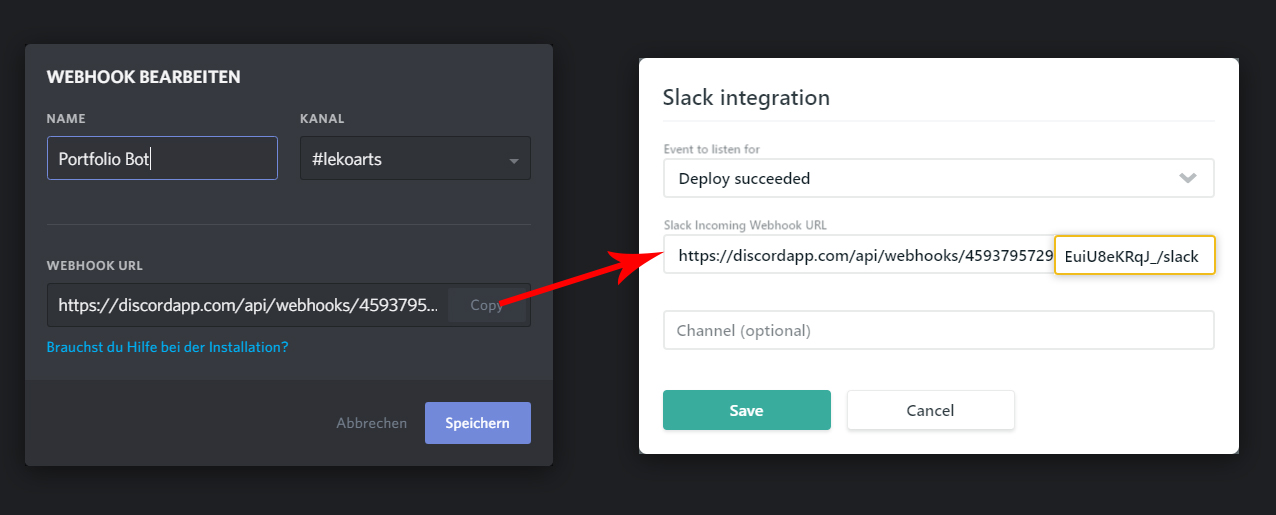 WEBHOOK BEARBEITEN
NAME
KANAL
Portfolio Bot
#lekoarts
WEBHOOK URL
https://discordapp.com/api/webhooks/4593795...
Copy
Brauchst du Hilfe bei der Installation?
Abbrechen
Speichern
Slack integration
Event to listen for
Deploy succeeded
Slack Incoming Webhook URL
https://discordapp.com/api/webhooks/4593795729
EuiU8eKRqJ_/slack
Channel (optional)
Save
Cancel